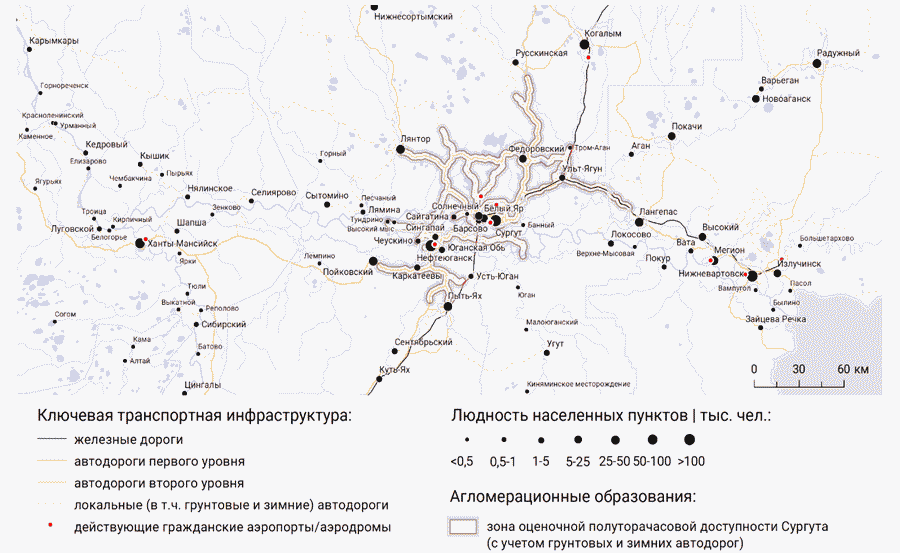 Нижнесортымский
Карымкары
Когалым
Русскинская
Радужный
Горнореченск
Варьеган
Новоаганск
Красноленинский
Урманный
Каменное
Покачи
Кедровый
Лянтор
Федоровский
Тром-Аган
Аган
Елизарово
Кышик
Горный
Ульт-Ягун
Чембакчина
Пырьях
Ягурьях
Нялинское
Селиярово
Сытомино
Песчаный
Лямина
Солнечный
Белый Яр
Зенково
Троица
Кирпичный
Шапша
Тундрино
Сайгатина
Высокий мыс
Сингапай
Барсово
Сургут
Банный
Лангепас
Луговской
Белогорье
Ханты Мансийск
Чеускино
Юганская Обь
Локосово
Высокий
Большетархово
Ярки
Лемпино
Нефтеюганск
Верхне-Мысовая
Вата
Мегион
Покур
Пойковский
Каркатеевы
Усть-Юган
Нижневартовск
Излучинск
Тюли
Юган
Вампугол
Пасол
Выкатной
Реполово
Пыть-Ях
Былино
Согом
Сибирский
Малоюганский
Зайцева Речка
Кама
Батово
Сентябрьский
Угут
Алтай
Куть-Ях
Цингалы
Киняминское месторождение
0 30 60 км
Ключевая транспортная инфраструктура:
железные дороги
автодороги первого уровня
автодороги второго уровня
локальные (в т.ч. грунтовые и зимние) автодороги
действующие гражданские аэропорты/аэродромы
Людность населенных пунктов | тыс. чел.:
<0,5 0,5-1 1-5 5-25 25-50 50-100 >100
Агломерационные образования:
зона оценочной полуторачасовой доступности Сургута
(с учетом грунтовых и зимних автодорог)